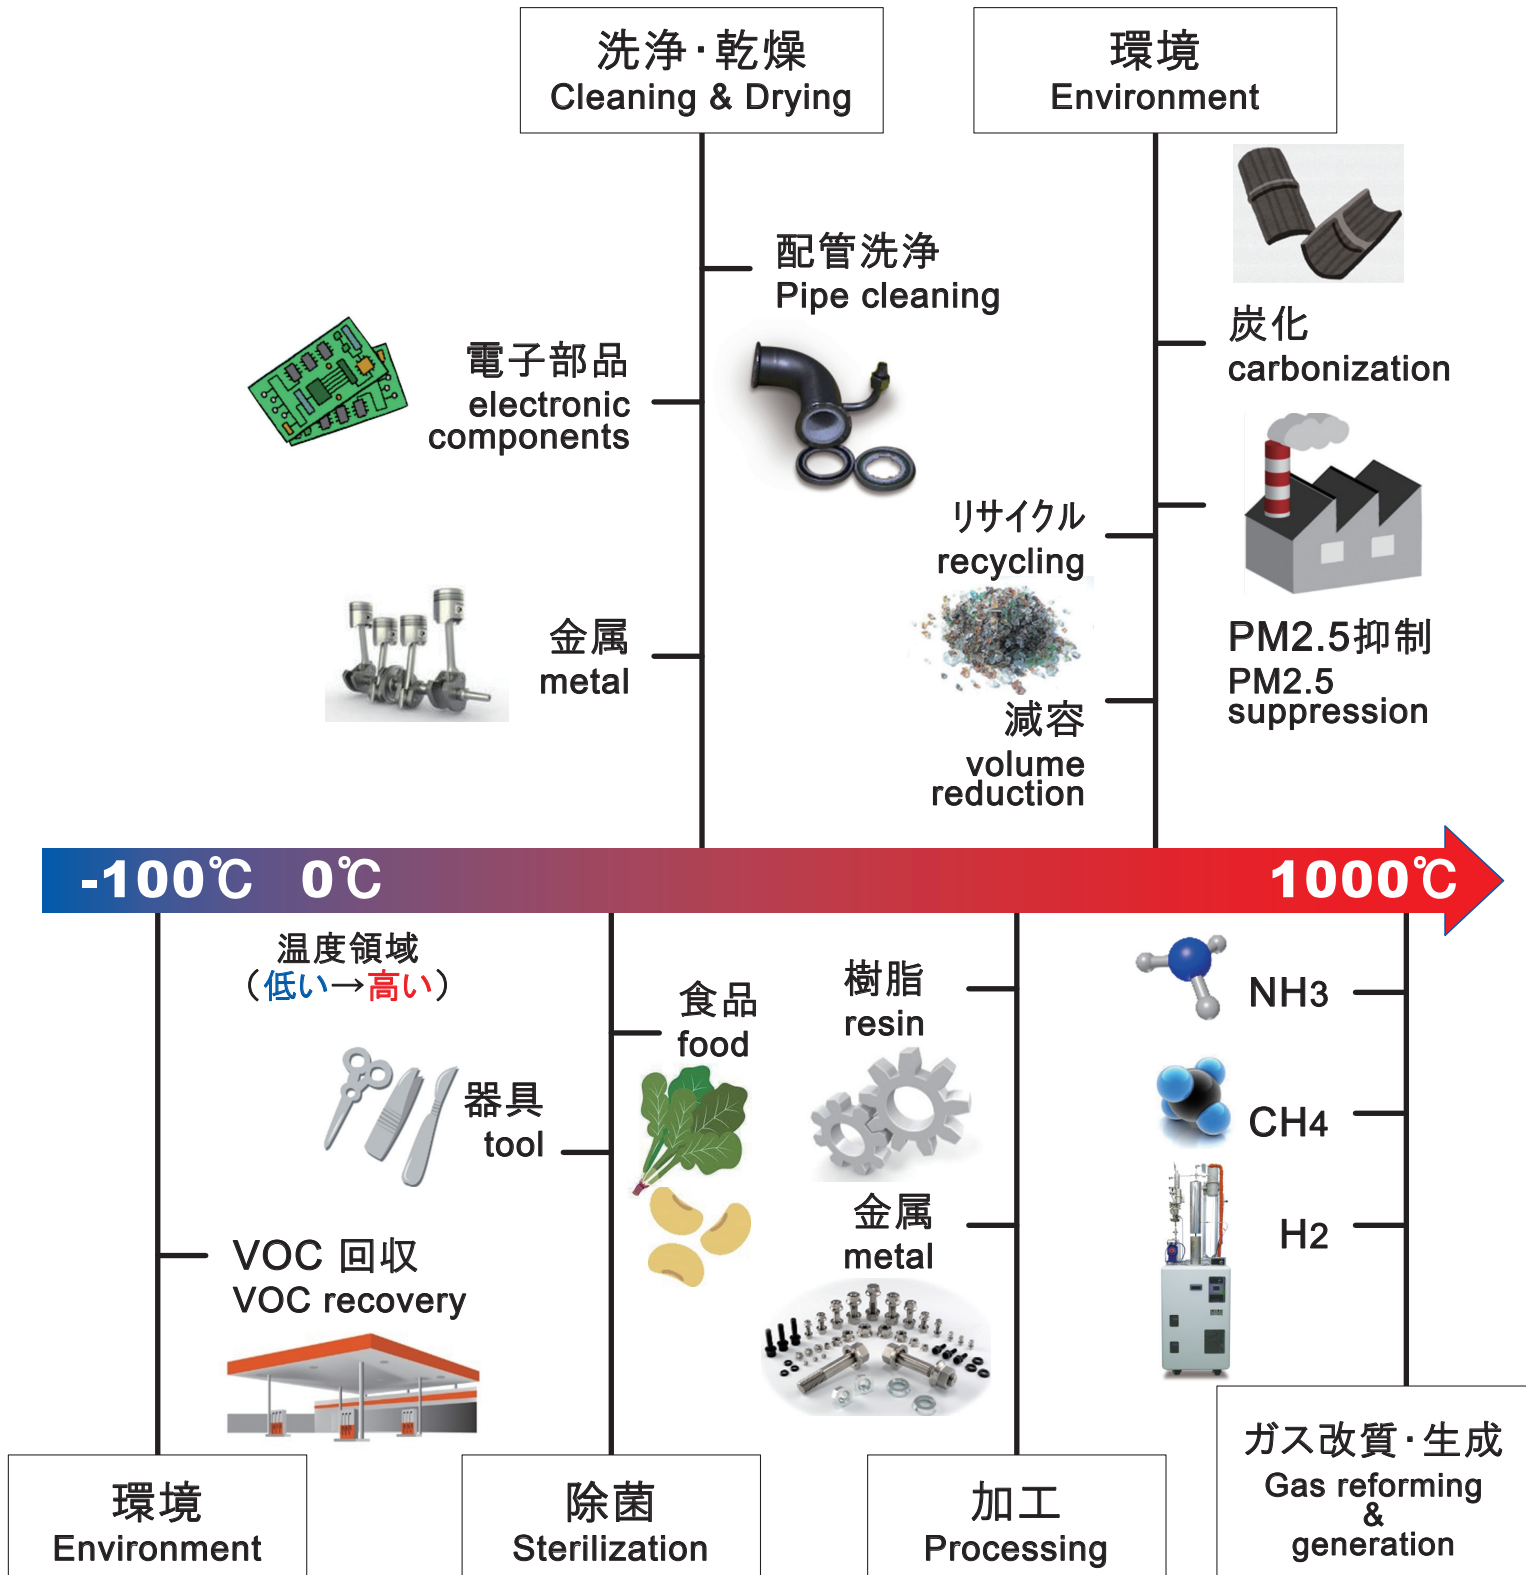 洗浄・乾燥
Cleaning & Drying
環境
Environment
配管洗浄
Pipe cleaning
電子部品
electronic
components
金属
metal
炭化
carbonization
リサイクル
recycling
PM2.5抑制
PM2.5
suppression
減容
volume
reduction
-100℃ 0℃ 1000℃
温度領域
（低い→高い）
器具
tool
VOC 回収
VOC recovery
食品
food
樹脂
resin
金属
metal
NH3
CH4
H2
環境
Environment
除菌
Sterilization
加工
Processing
ガス改質・生成
Gas reforming
&
generation